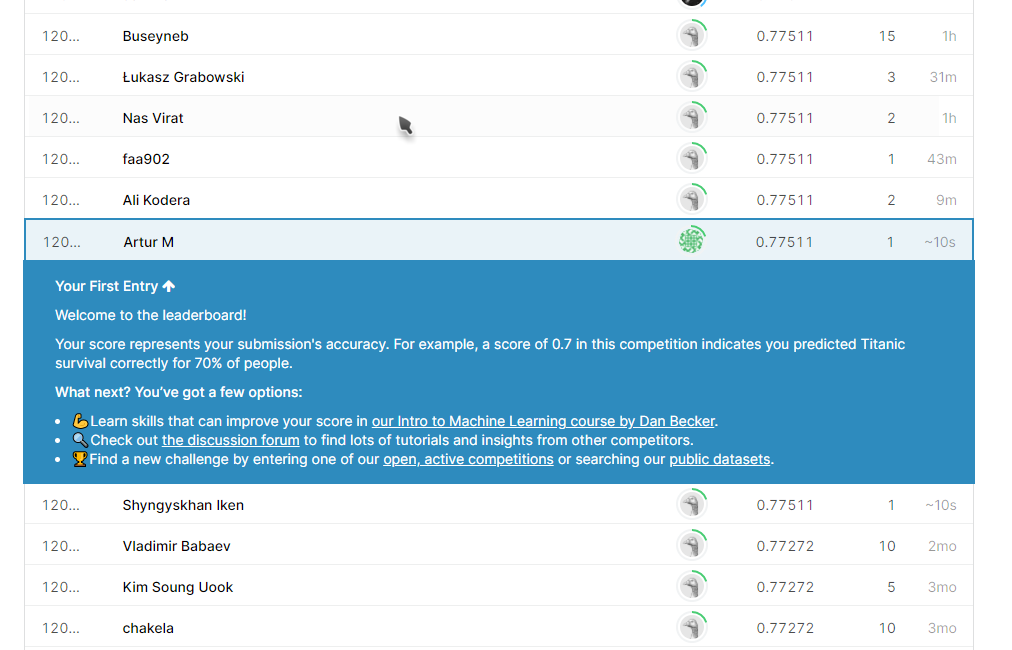 120... Buseyneb 0.77511 15 1h
120... Łukasz Grabowski 0.77511 3 31m
120... Nas Virat 0.77511 2 1h
120... faa902 0.77511 1 43m
120... Ali Kodera 0.77511 2 9m
120... Artur M 0.77511 1 ~10s
Your First Entry ↑
Welcome to the leaderboard!
Your score represents your submission's accuracy. For example, a score of 0.7 in this competition indicates you predicted Titanic
survival correctly for 70% of people.
What next? You've got a few options:
• 💪Learn skills that can improve your score in our Intro to Machine Learning course by Dan Becker.
• 🔍Check out the discussion forum to find lots of tutorials and insights from other competitors.
• 🏆Find a new challenge by entering one of our open, active competitions or searching our public datasets.
120... Shyngyskhan Iken 0.77511 1 ~10s
120... Vladimir Babaev 0.77272 10 2mo
120... Kim Soung Uook 0.77272 5 3mo
120... chakela 0.77272 10 3mo